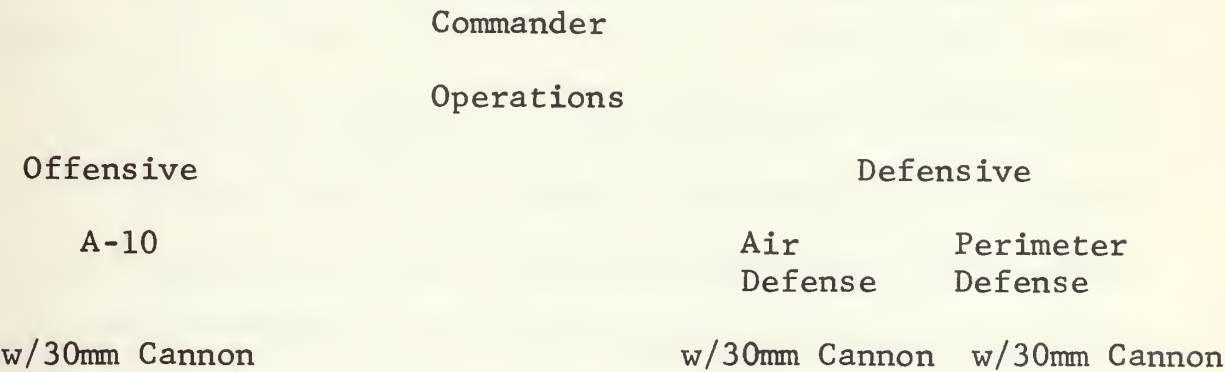 Commander
Operations
Offensive Defensive
A-10 Air Perimeter
Defense Defense
w/30mm Cannon w/30mm Cannon w/30mm Cannon